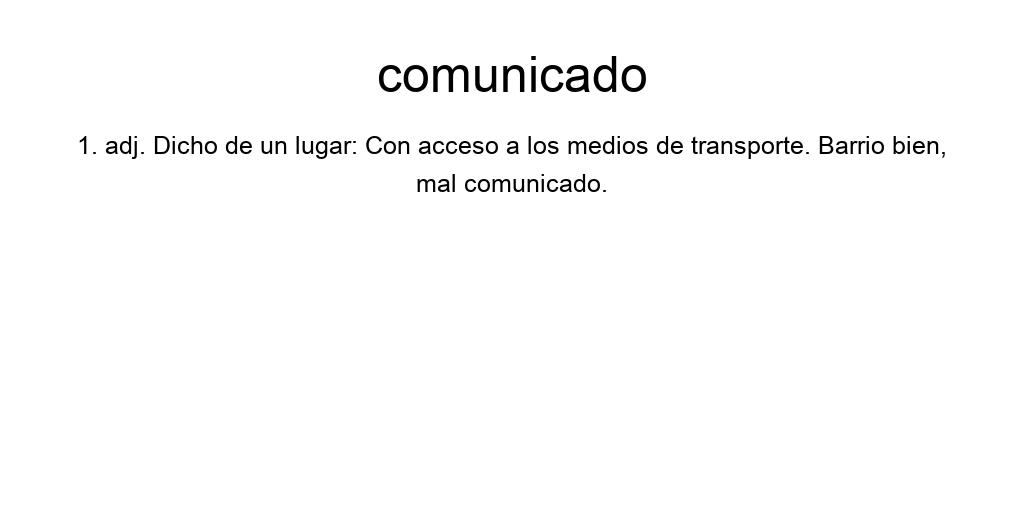 comunicado
1. adj. Dicho de un lugar: Con acceso a los medios de transporte. Barrio bien,
mal comunicado.